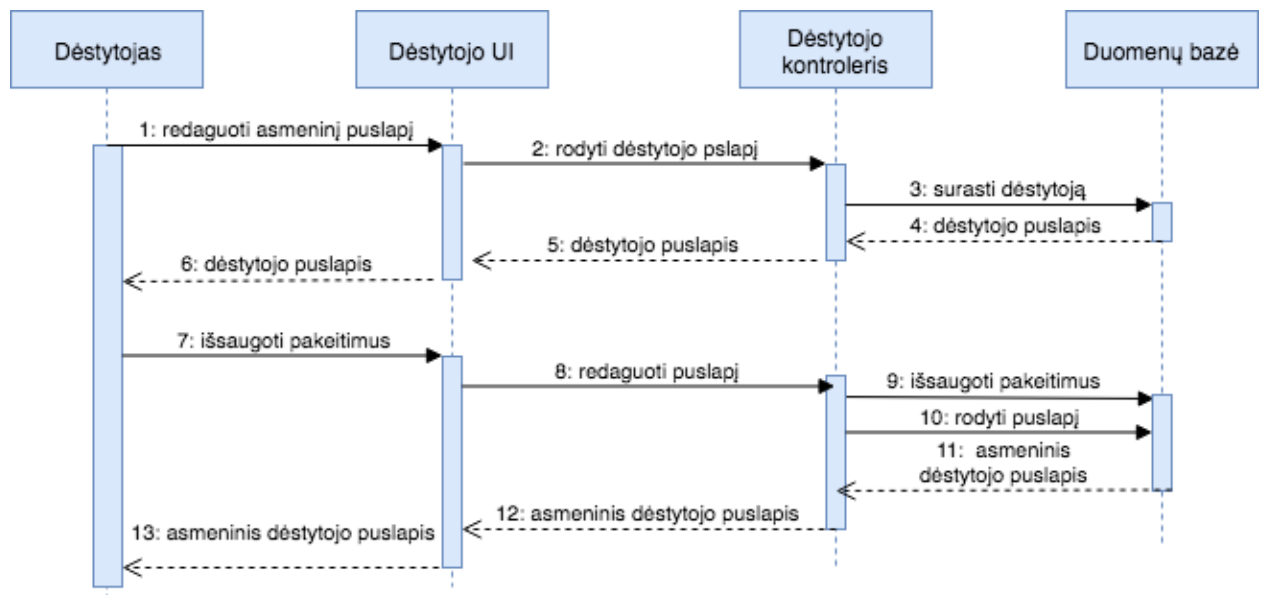 Dėstytojas
Dėstytojo UI
Dėstytojo
kontroleris
Duomenų bazė
1: redaguoti asmeninį puslapį
2: rodyti dėstytojo pslapį
3: surasti dėstytoją
4: dėstytojo puslapis
5: dėstytojo puslapis
6: dėstytojo puslapis
7: išsaugoti pakeitimus
8: redaguoti puslapį
9: išsaugoti pakeitimus
10: rodyti puslapį
11: asmeninis
dėstytojo puslapis
12: asmeninis dėstytojo puslapis
13: asmeninis dėstytojo puslapis